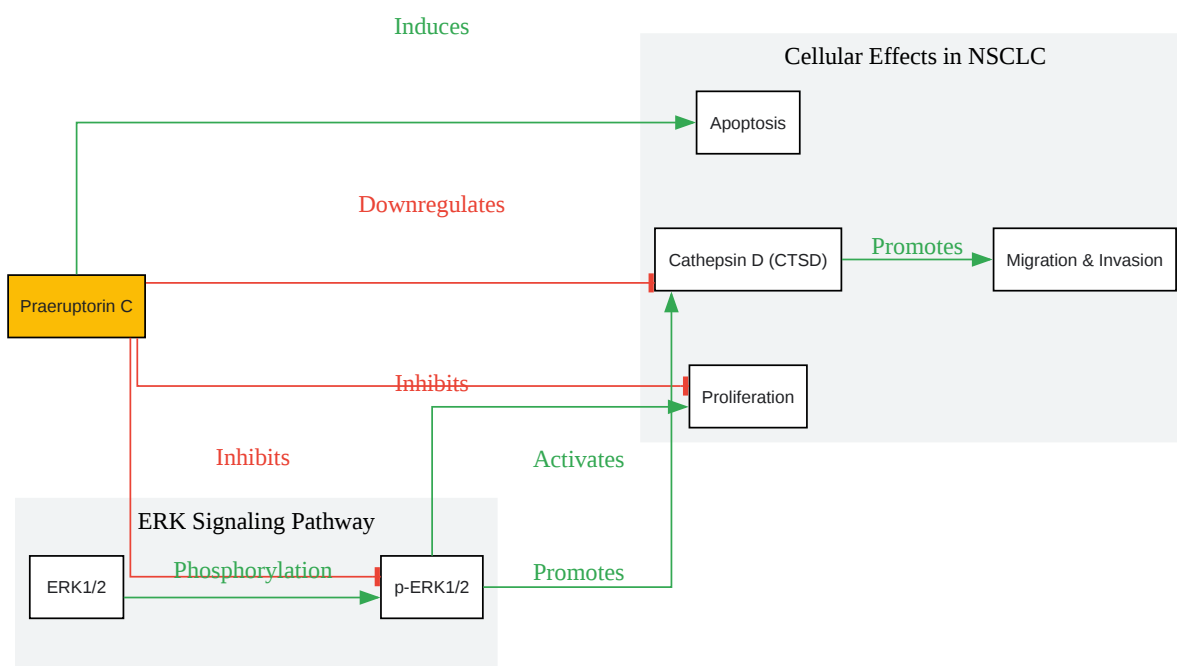 Induces
Cellular Effects in NSCLC
Apoptosis
Downregulates
Cathepsin D (CTSD)
Promotes
Migration & Invasion
Praeruptorin C
Inhibits
Proliferation
Inhibits
Activates
ERK Signaling Pathway
Phosphorylation
Promotes
ERK1/2
p-ERK1/2